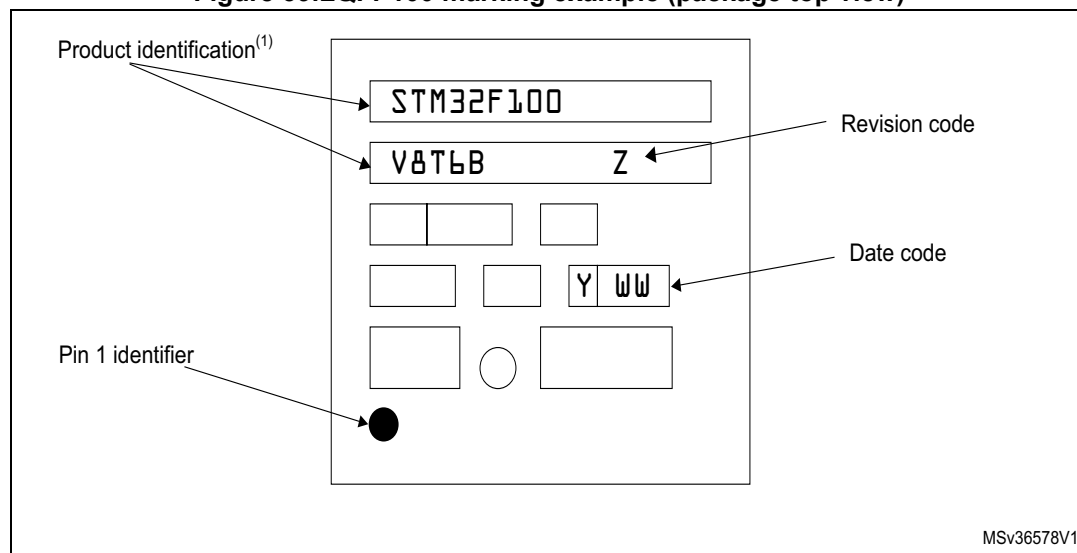 Product identification(1)
STM32F100
Revision code
V8T6B Z
Date code
Y WW
Pin 1 identifier
MSv36578V1